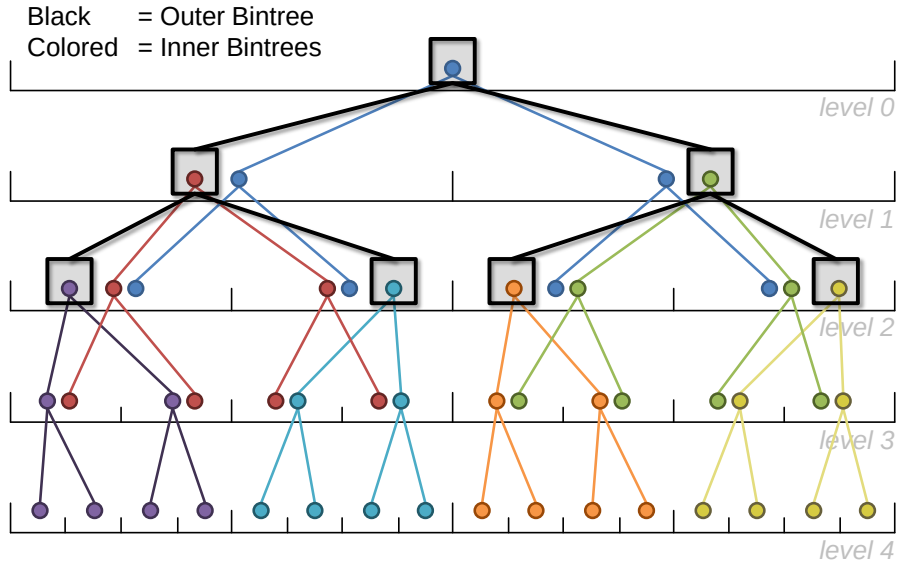 Black = Outer Bintree
Colored = Inner Bintrees
level 0
level 1
level 2
level 3
level 4